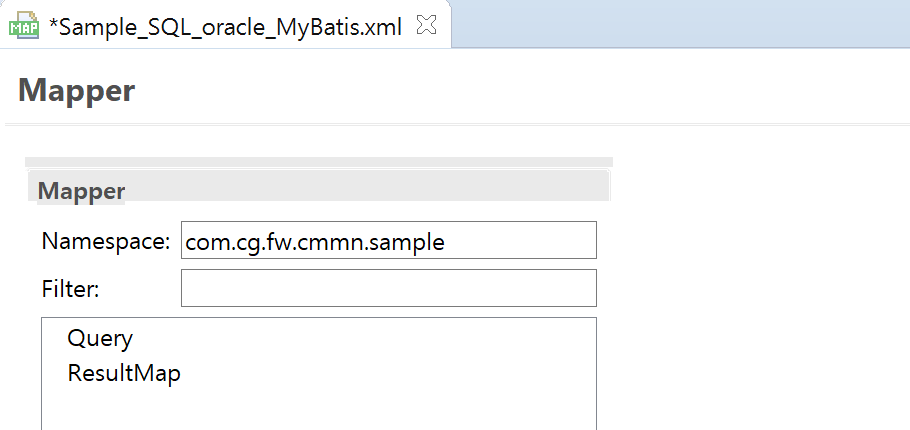 MAP *Sample_SQL_oracle_MyBatis.xml
Mapper
Mapper
Namespace: com.cg.fw.cmmn.sample
Filter:
Query
ResultMap